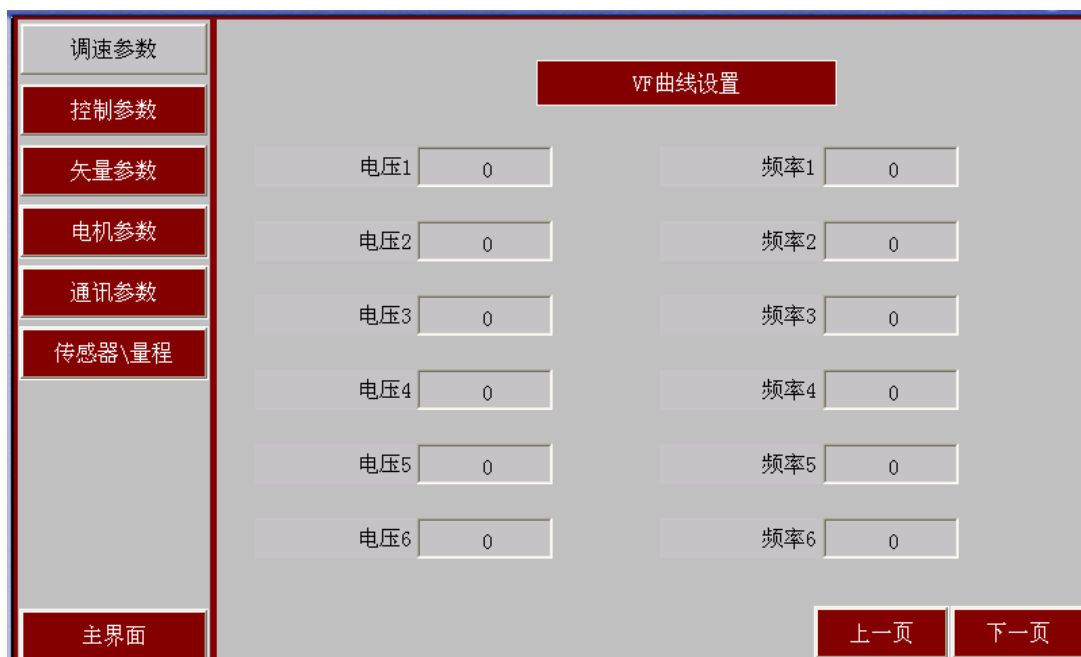 调速参数
控制参数
矢量参数
电机参数
通讯参数
传感器\量程
主界面
VF曲线设置
电压1 0 频率1 0
电压2 0 频率2 0
电压3 0 频率3 0
电压4 0 频率4 0
电压5 0 频率5 0
电压6 0 频率6 0
上一页 下一页